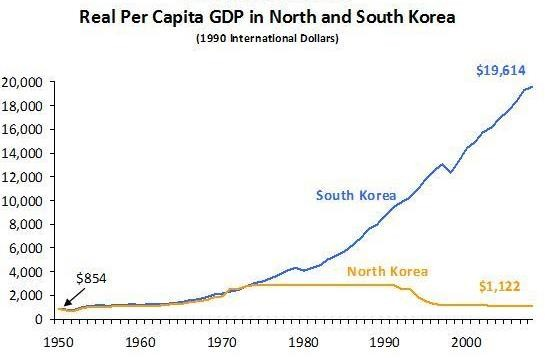 Real Per Capita GDP in North and South Korea
(1990 International Dollars)
$19,614
20,000
18,000
16,000
14,000
12,000
10,000
South Korea
8,000
6,000
4,000
North Korea
$854
$1,122
2,000
0
1950 1960 1970 1980 1990 2000